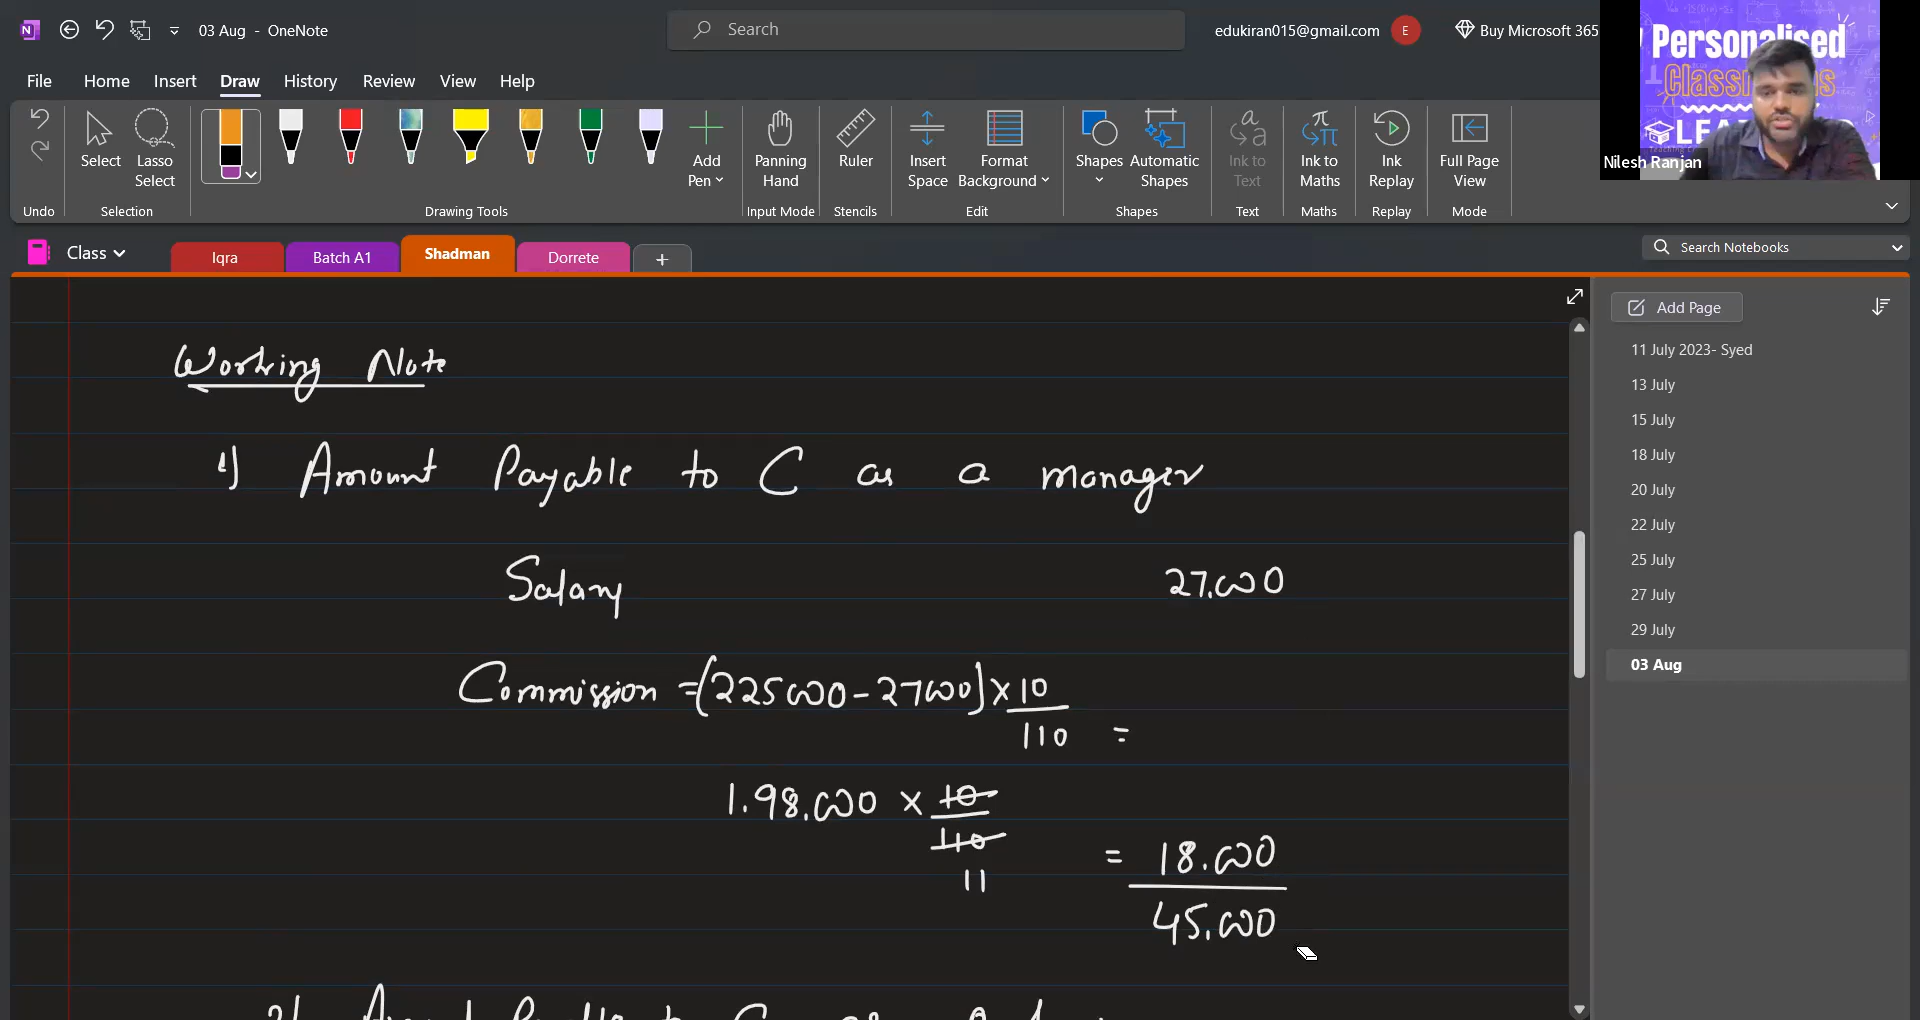 03 Aug - OneNote
Search
edukiran015@gmail.com
E
Buy Microsoft 365
Personalised
Nilesh Ranjan
File Home Insert Draw History Review View Help
Undo
Select
Lasso Select
Selection
Drawing Tools
Add Pen
Panning Hand
Input Mode
Ruler
Stencils
Insert Space
Format Background
Edit
Shapes
Automatic Shapes
Shapes
Ink to Text
Text
Ink to Maths
Maths
Ink Replay
Replay
Full Page View
Mode
Class
Iqra
Batch A1
Shadman
Dorrete
+
Search Notebooks
Add Page
11 July 2023- Syed
13 July
15 July
18 July
20 July
22 July
25 July
27 July
29 July
03 Aug
Working Note
1) Amount Payable to C as a manager
Salary 27.000
Commission =(225000-27000)×10
110 =
1.98.000 × 10
110
11
= 18.000
45.000